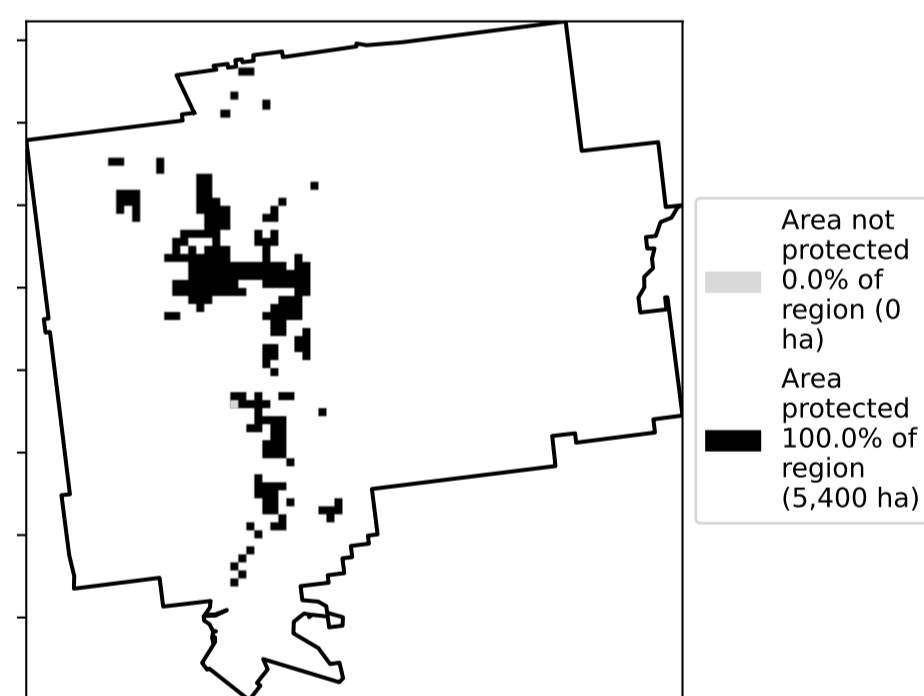 Area not
protected
0.0% of
region (0
ha)
Area
protected
100.0% of
region
(5,400 ha)